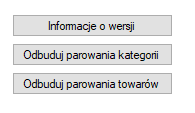 Informacje o wersji
Odbuduj parowania kategorii
Odbuduj parowania towarów